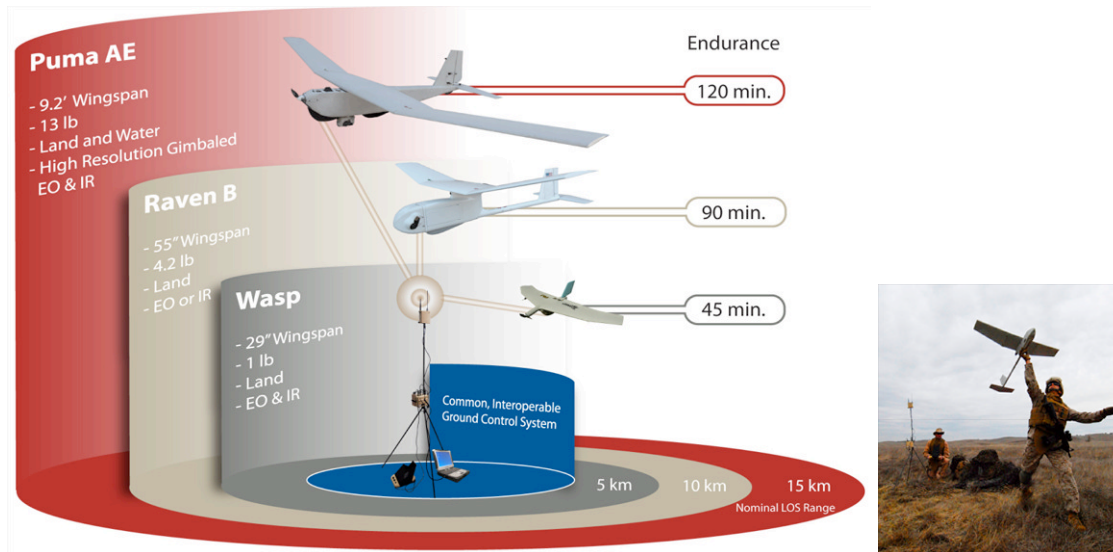 Puma AE
- 9.2’ Wingspan
- 13 lb
- Land and Water
- High Resolution Gimbaled
EO & IR
Raven B
- 55” Wingspan
- 4.2 lb
- Land
- EO or IR
Wasp
- 29” Wingspan
- 1 lb
- Land
- EO & IR
Endurance
120 min.
90 min.
45 min.
Common, Interoperable
Ground Control System
5 km
10 km
15 km
Nominal LOS Range